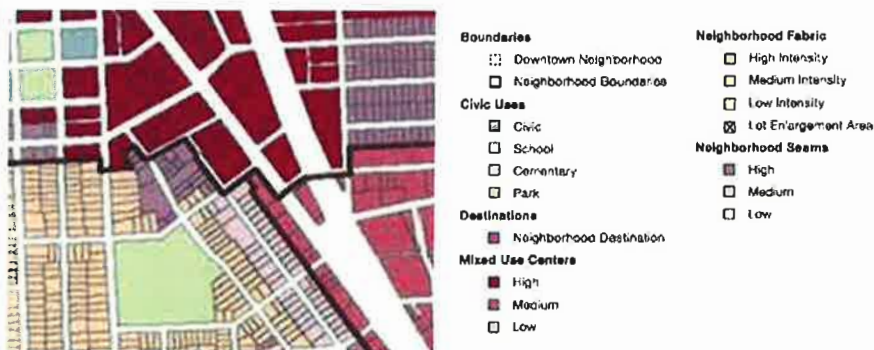 Boundaries
Downtown Neighborhood
Neighborhood Boundaries
Civic Uses
Civic
School
Cementary
Park
Destinations
Neighborhood Destination
Mixed Use Centers
High
Medium
Low
Neighborhood Fabric
High Intensity
Medium Intensity
Low Intensity
Lot Enlargement Area
Neighborhood Seams
High
Medium
Low